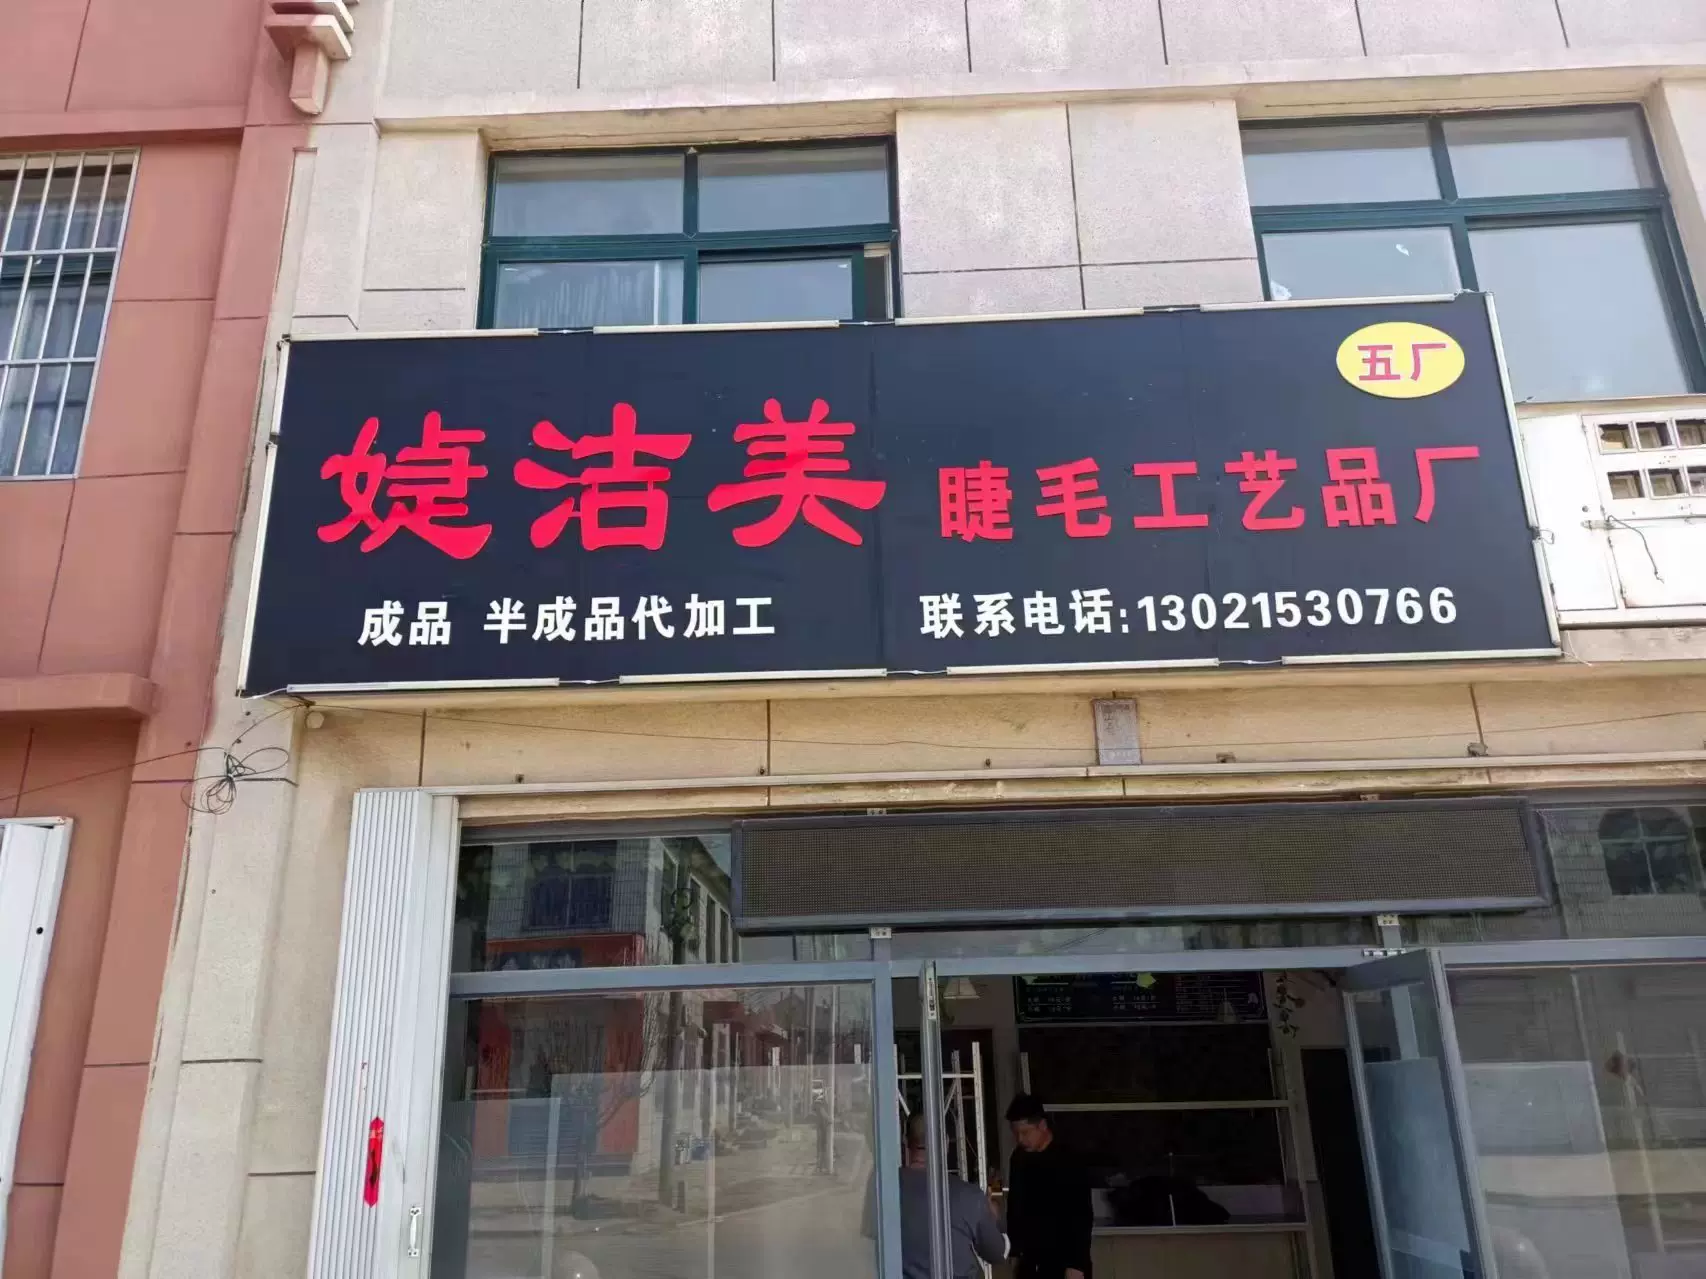 五厂
婕洁美 睫毛工艺品厂
成品 半成品代加工 联系电话:13021530766